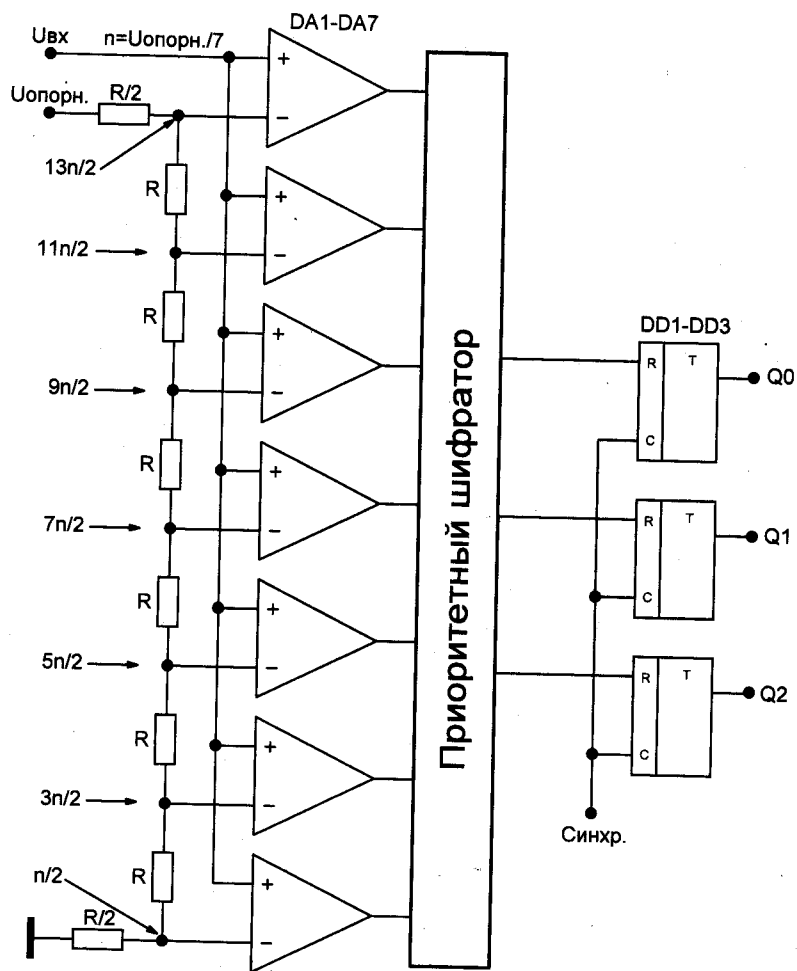 DA1-DA7
Uвх
n=Uопорн./7
Uопорн.
R/2
13n/2
R
11n/2
R
9n/2
R
7n/2
R
5n/2
R
3n/2
R
n/2
R/2
+
−
+
−
+
−
+
−
+
−
+
−
+
−
Приоритетный шифратор
DD1-DD3
R
T
C
Q0
R
T
C
Q1
R
T
C
Q2
Синхр.